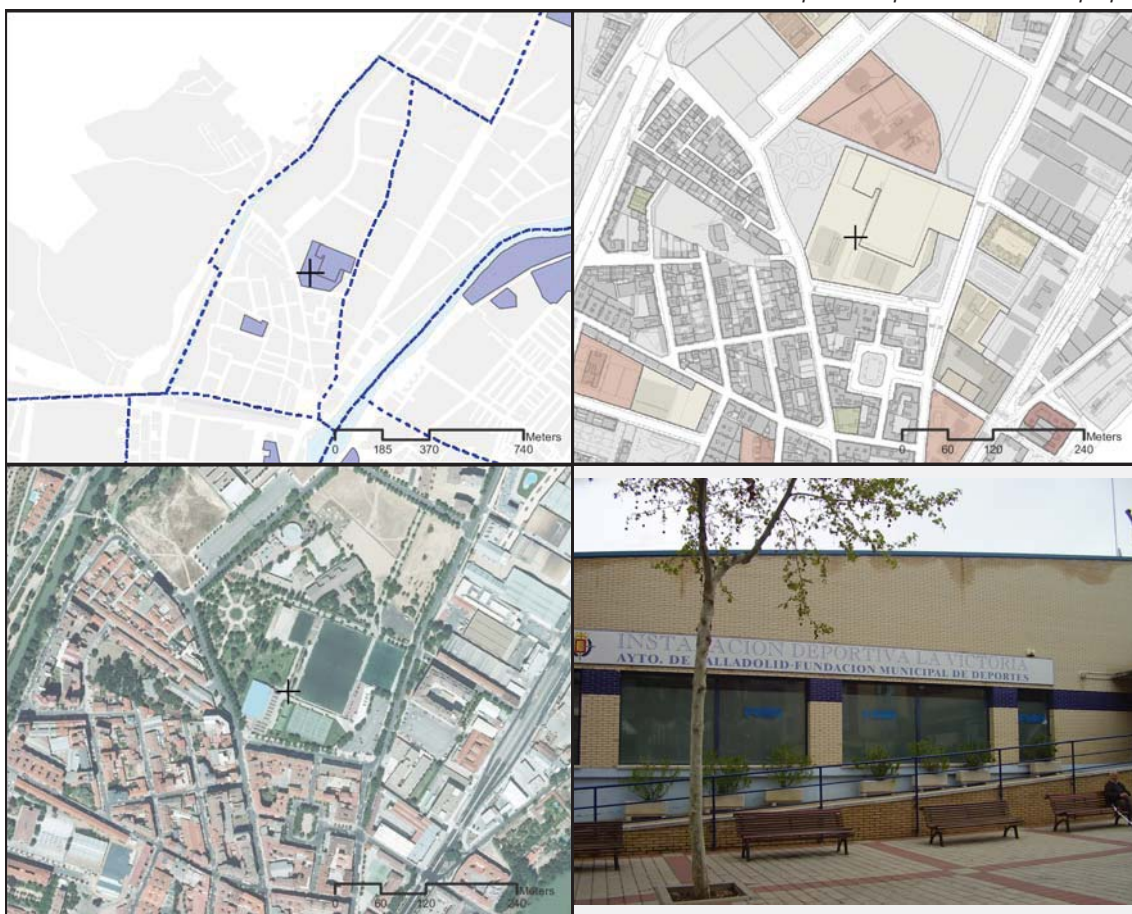 Meters
0 185 370 740
Meters
0 60 120 240
Meters
0 60 120 240
INSTALACION DEPORTIVA LA VICTORIA
AYTO. DE VALLADOLID-FUNDACION MUNICIPAL DE DEPORTES